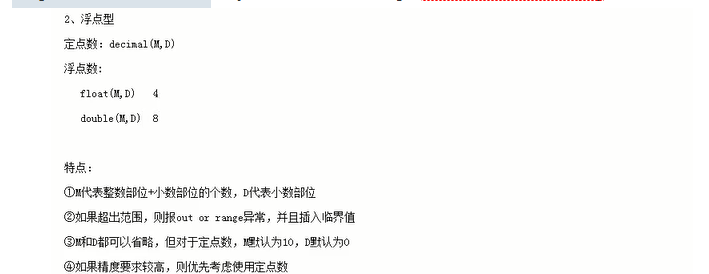 2、浮点型
定点数：decimal(M,D)
浮点数:
float(M,D) 4
double(M,D) 8
特点：
①M代表整数部位+小数部位的个数，D代表小数部位
②如果超出范围，则报out or range异常，并且插入临界值
③M和D都可以省略，但对于定点数，M默认为10，D默认为0
④如果精度要求较高，则优先考虑使用定点数